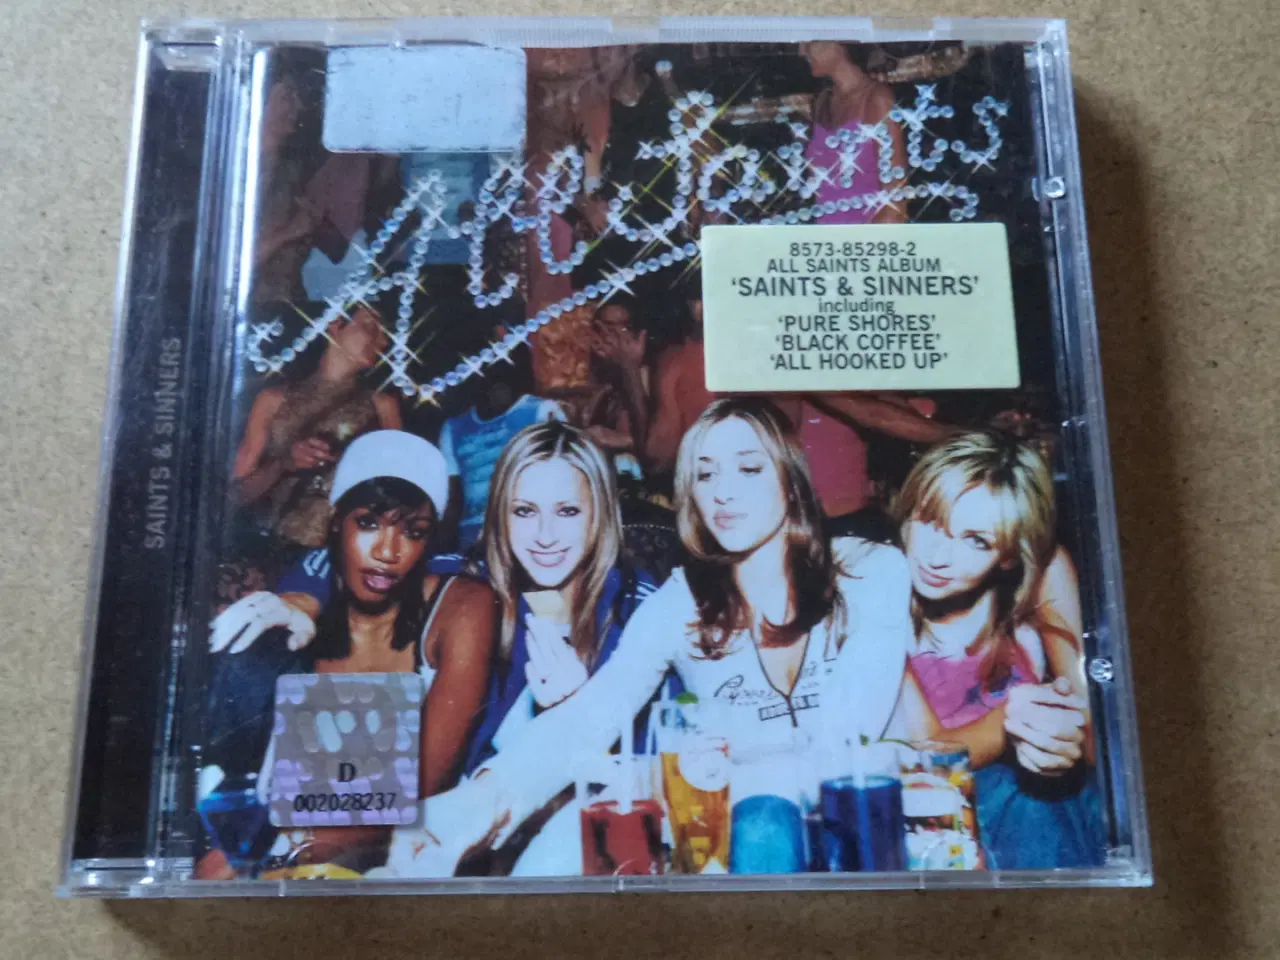 All Saints
8573-85298-2
ALL SAINTS ALBUM
‘SAINTS & SINNERS’
including
‘PURE SHORES’
‘BLACK COFFEE’
‘ALL HOOKED UP’
SAINTS & SINNERS
D
002028237